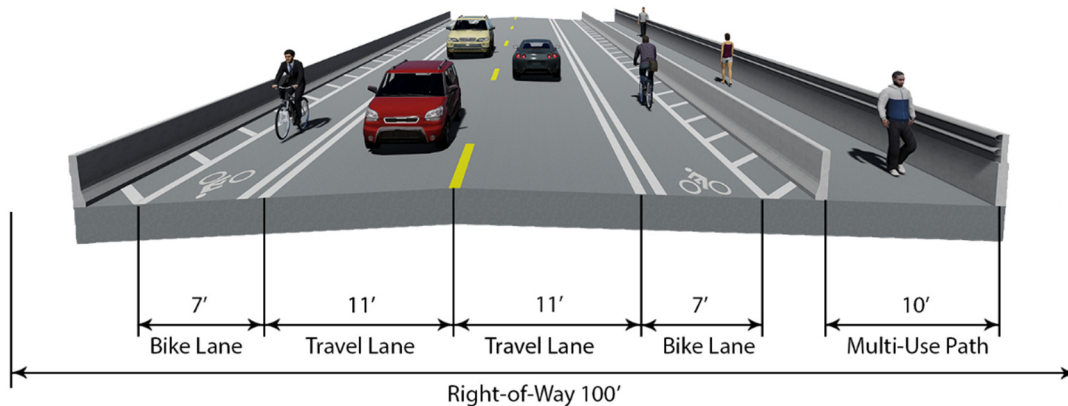 7’ 11’ 11’ 7’ 10’
Bike Lane Travel Lane Travel Lane Bike Lane Multi-Use Path
Right-of-Way 100’